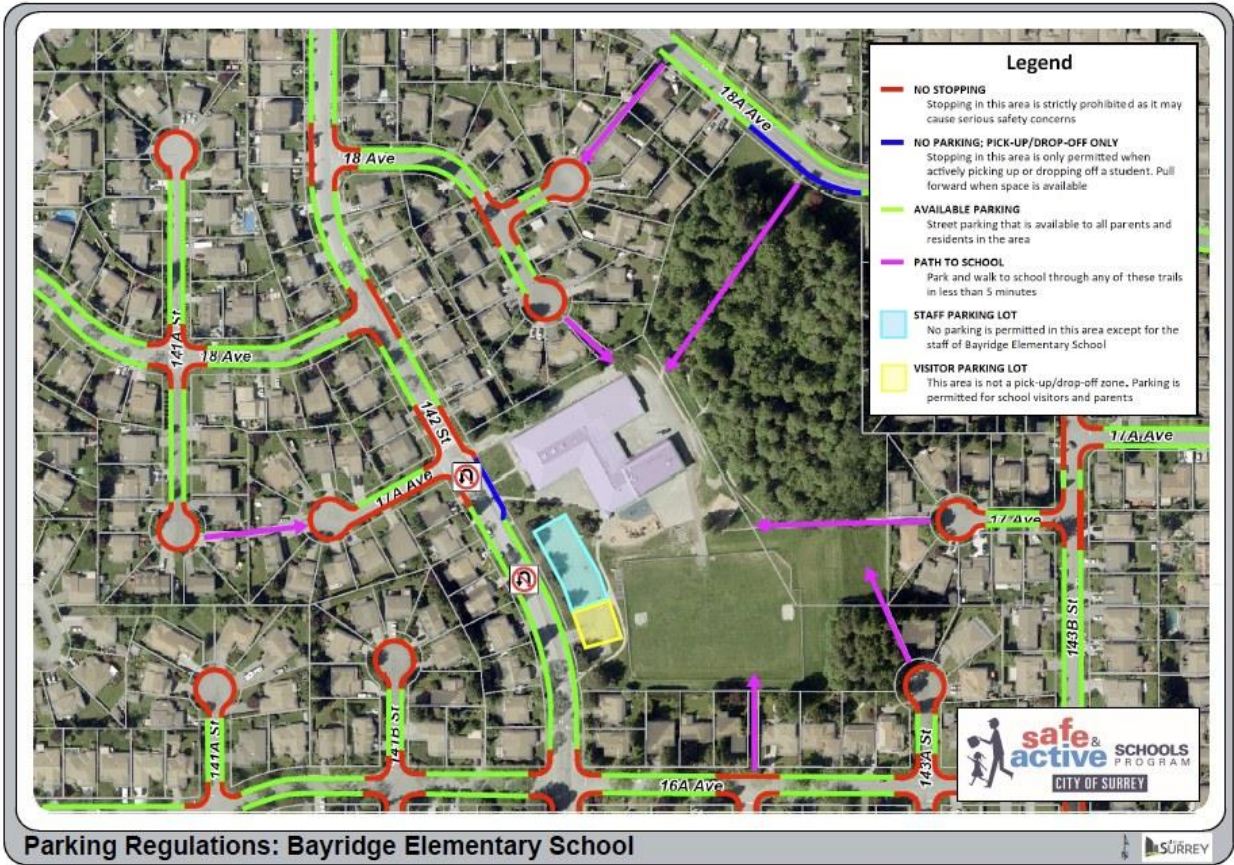 Legend
NO STOPPING
Stopping in this area is strictly prohibited as it may
cause serious safety concerns
NO PARKING; PICK-UP/DROP-OFF ONLY
Stopping in this area is only permitted when
actively picking up or dropping off a student. Pull
forward when space is available
AVAILABLE PARKING
Street parking that is available to all parents and
residents in the area
PATH TO SCHOOL
Park and walk to school through any of these trails
in less than 5 minutes
STAFF PARKING LOT
No parking is permitted in this area except for the
staff of Bayridge Elementary School
VISITOR PARKING LOT
This area is not a pick-up/drop-off zone. Parking is
permitted for school visitors and parents
18A Ave
18 Ave
141A St
18 Ave
142 St
17A Ave
17A Ave
17 Ave
143B St
141A St
141B St
16A Ave
143A St
safe &
active
SCHOOLS
PROGRAM
CITY OF SURREY
Parking Regulations: Bayridge Elementary School
SURREY